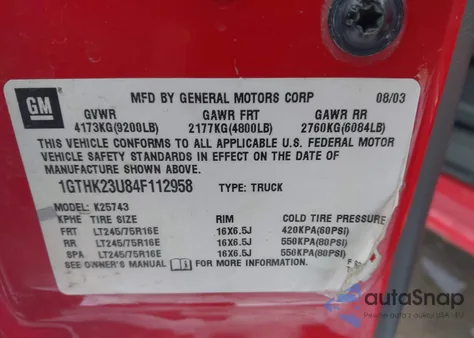 GM
MFD BY GENERAL MOTORS CORP 08/03
GVWR GAWR FRT GAWR RR
4173KG(9200LB) 2177KG(4800LB) 2760KG(6084LB)
THIS VEHICLE CONFORMS TO ALL APPLICABLE U.S. FEDERAL MOTOR
VEHICLE SAFETY STANDARDS IN EFFECT ON THE DATE OF
MANUFACTURE SHOWN ABOVE.
1GTHK23U84F112958 TYPE: TRUCK
MODEL: K25743
KPHE TIRE SIZE RIM COLD TIRE PRESSURE
FRT LT245/75R16E 16X6.5J 420KPA(60PSI)
RR LT245/75R16E 16X6.5J 550KPA(80PSI)
SPA LT245/75R16E 16X6.5J 550KPA(80PSI)
SEE OWNER'S MANUAL FOR MORE INFORMATION.
autoSnap
Pewne auto z aukcji USA